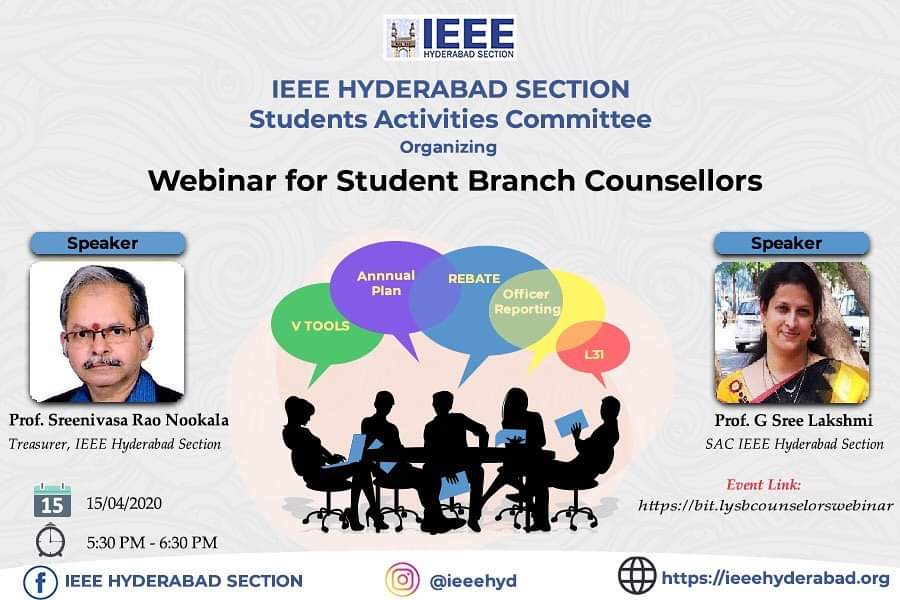 IEEE
HYDERABAD SECTION
IEEE HYDERABAD SECTION
Students Activities Committee
Organizing
Webinar for Student Branch Counsellors
Speaker
Prof. Sreenivasa Rao Nookala
Treasurer, IEEE Hyderabad Section
V TOOLS
Annnual
Plan
REBATE
Officer
Reporting
L31
Speaker
Prof. G Sree Lakshmi
SAC IEEE Hyderabad Section
15
15/04/2020
5:30 PM - 6:30 PM
Event Link:
https://bit.lysbcounselorswebinar
IEEE HYDERABAD SECTION
@ieeehyd
https://ieeehyderabad.org